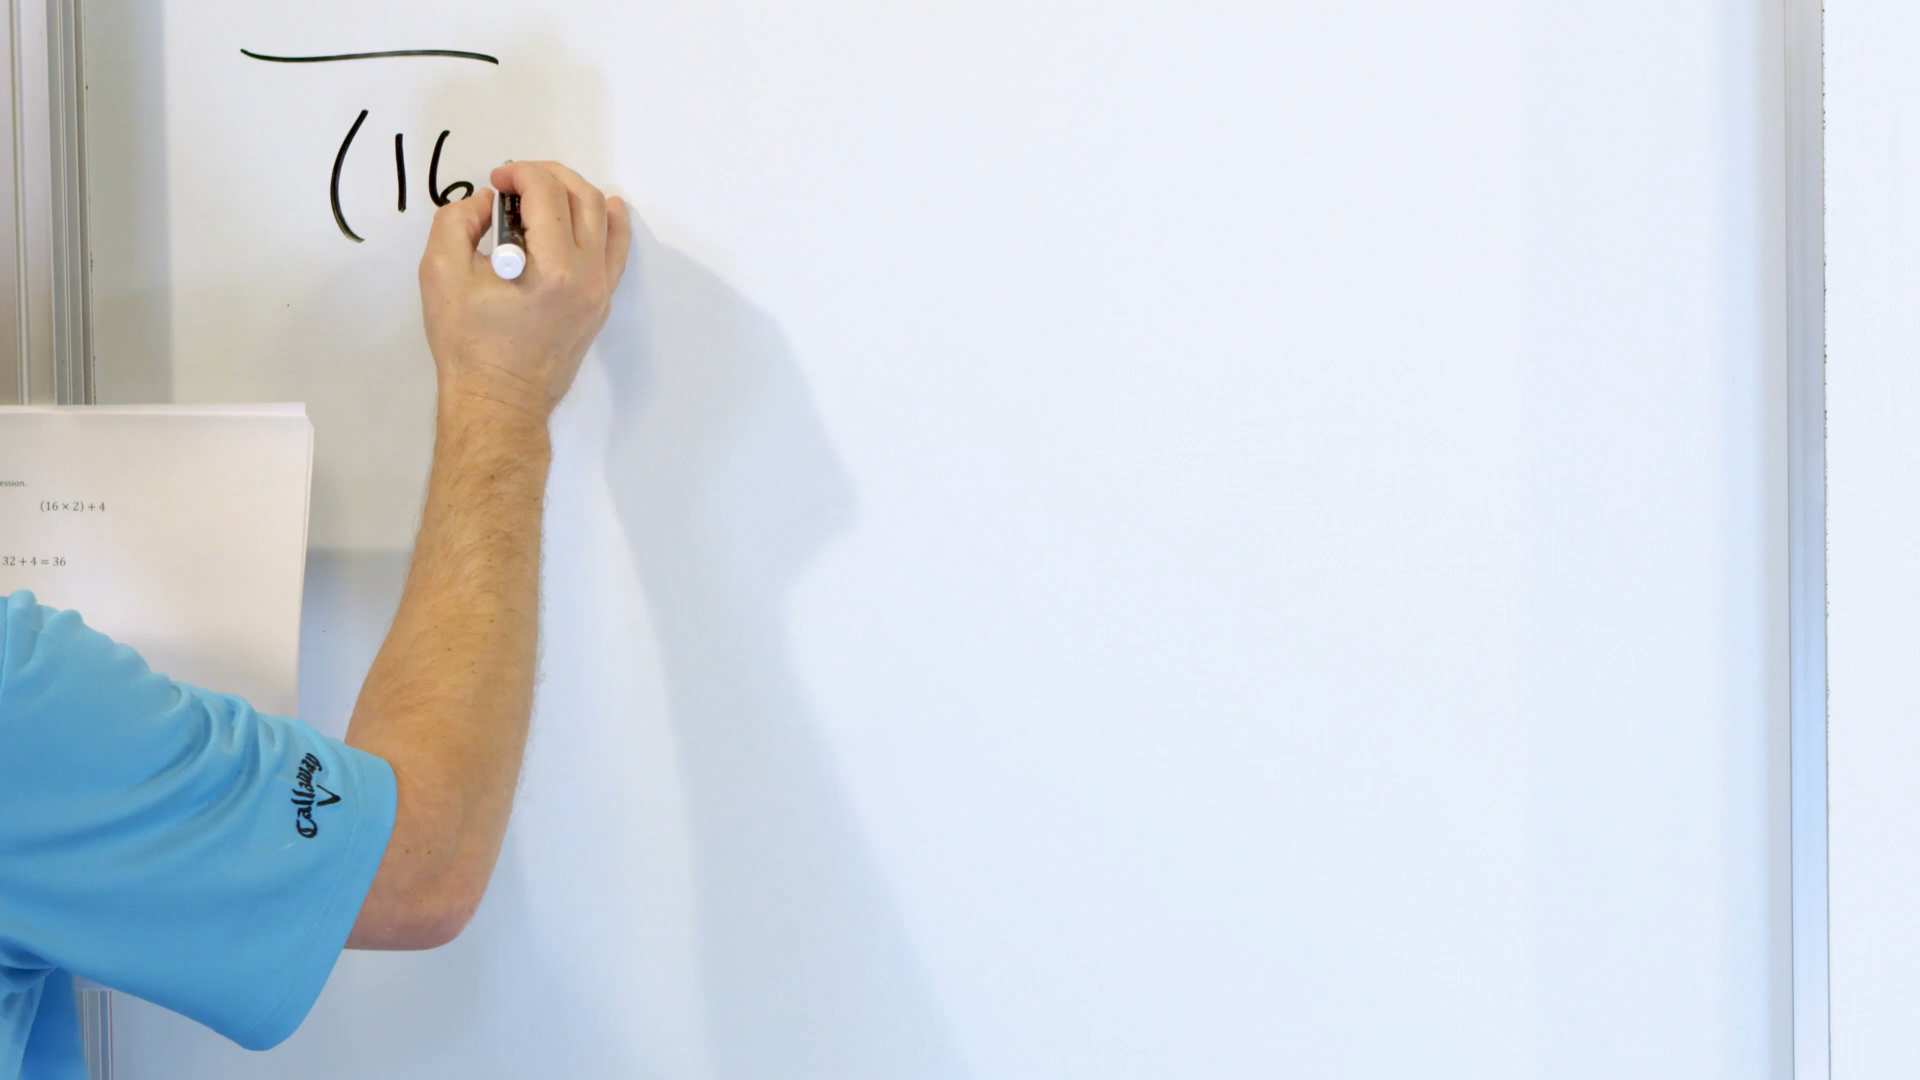 (16
ession.
(16 × 2) + 4
32 + 4 = 36
Callaway